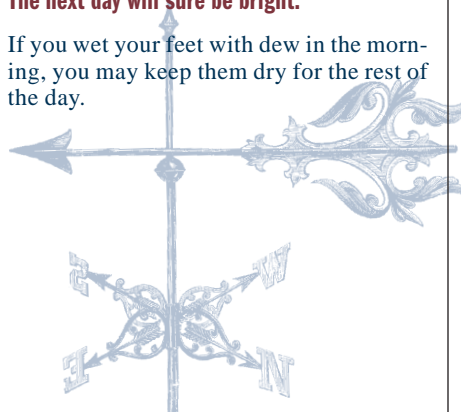 The next day will sure be bright.
If you wet your feet with dew in the morn-
ing, you may keep them dry for the rest of
the day.
S W
E N